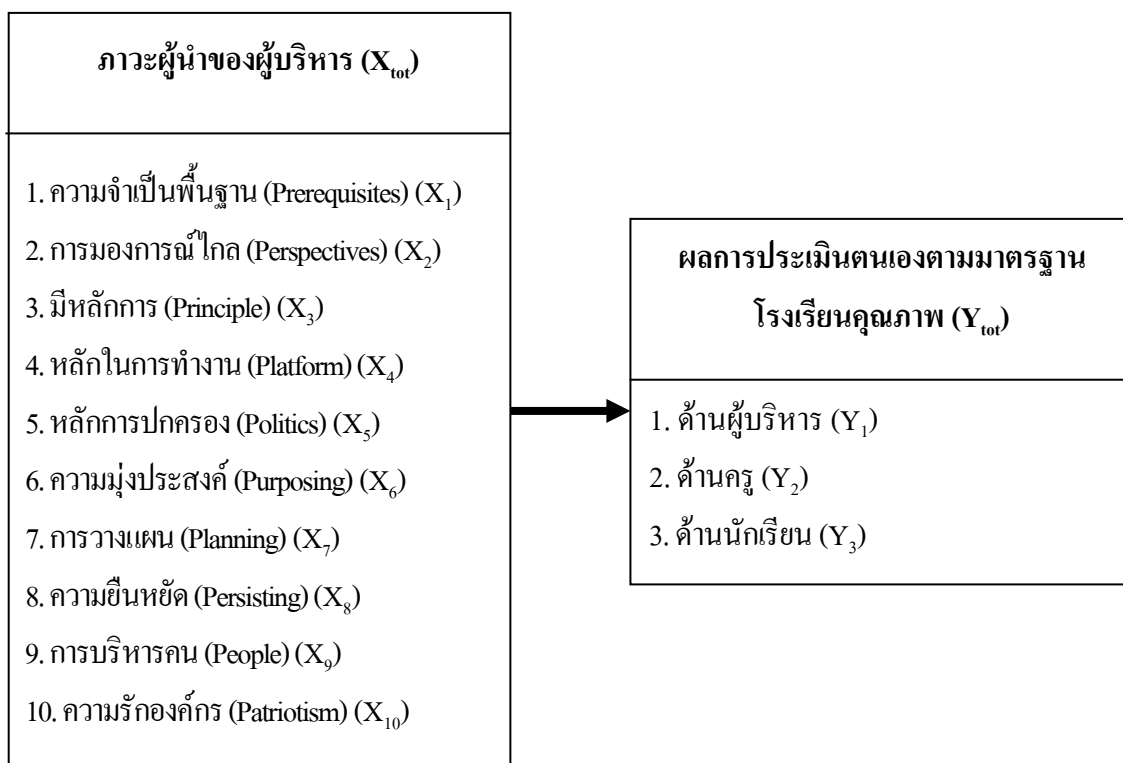 ภาวะผู้นำของผู้บริหาร (Xtot)
1. ความจำเป็นพื้นฐาน (Prerequisites) (X1)
2. การมองการณ์ไกล (Perspectives) (X2)
3. มีหลักการ (Principle) (X3)
4. หลักในการทำงาน (Platform) (X4)
5. หลักการปกครอง (Politics) (X5)
6. ความมุ่งประสงค์ (Purposing) (X6)
7. การวางแผน (Planning) (X7)
8. ความยืนหยัด (Persisting) (X8)
9. การบริหารคน (People) (X9)
10. ความรักองค์กร (Patriotism) (X10)
ผลการประเมินตนเองตามมาตรฐาน
โรงเรียนคุณภาพ (Ytot)
1. ด้านผู้บริหาร (Y1)
2. ด้านครู (Y2)
3. ด้านนักเรียน (Y3)